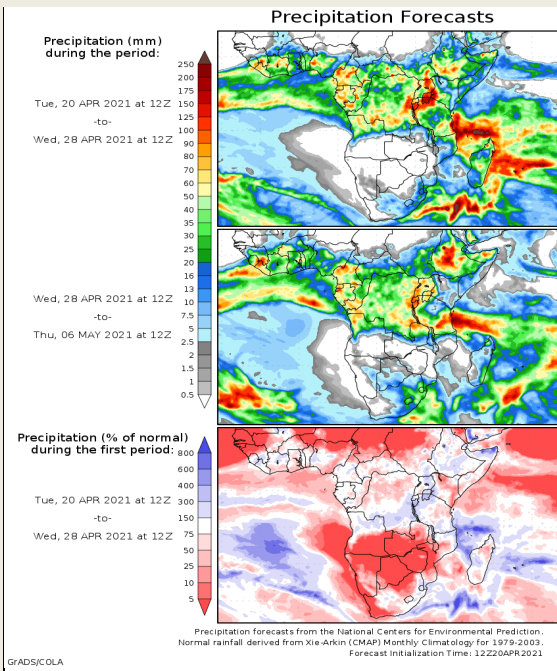 Precipitation Forecasts
Precipitation (mm)
during the period:
Tue, 20 APR 2021 at 12Z
-to-
Wed, 28 APR 2021 at 12Z
250
200
175
150
125
100
90
80
70
60
50
40
35
30
25
20
16
13
10
7.5
5
2.5
2
1.5
1
0.5
Wed, 28 APR 2021 at 12Z
-to-
Thu, 06 MAY 2021 at 12Z
Precipitation (% of normal)
during the first period:
Tue, 20 APR 2021 at 12Z
-to-
Wed, 28 APR 2021 at 12Z
800
600
400
300
150
75
50
25
10
5
Precipitation forecasts from the National Centers for Environmental Prediction.
Normal rainfall derived from Xie-Arkin (CMAP) Monthly Climatology for 1979-2003.
Forecast Initialization Time: 12Z20APR2021
GrADS/COLA